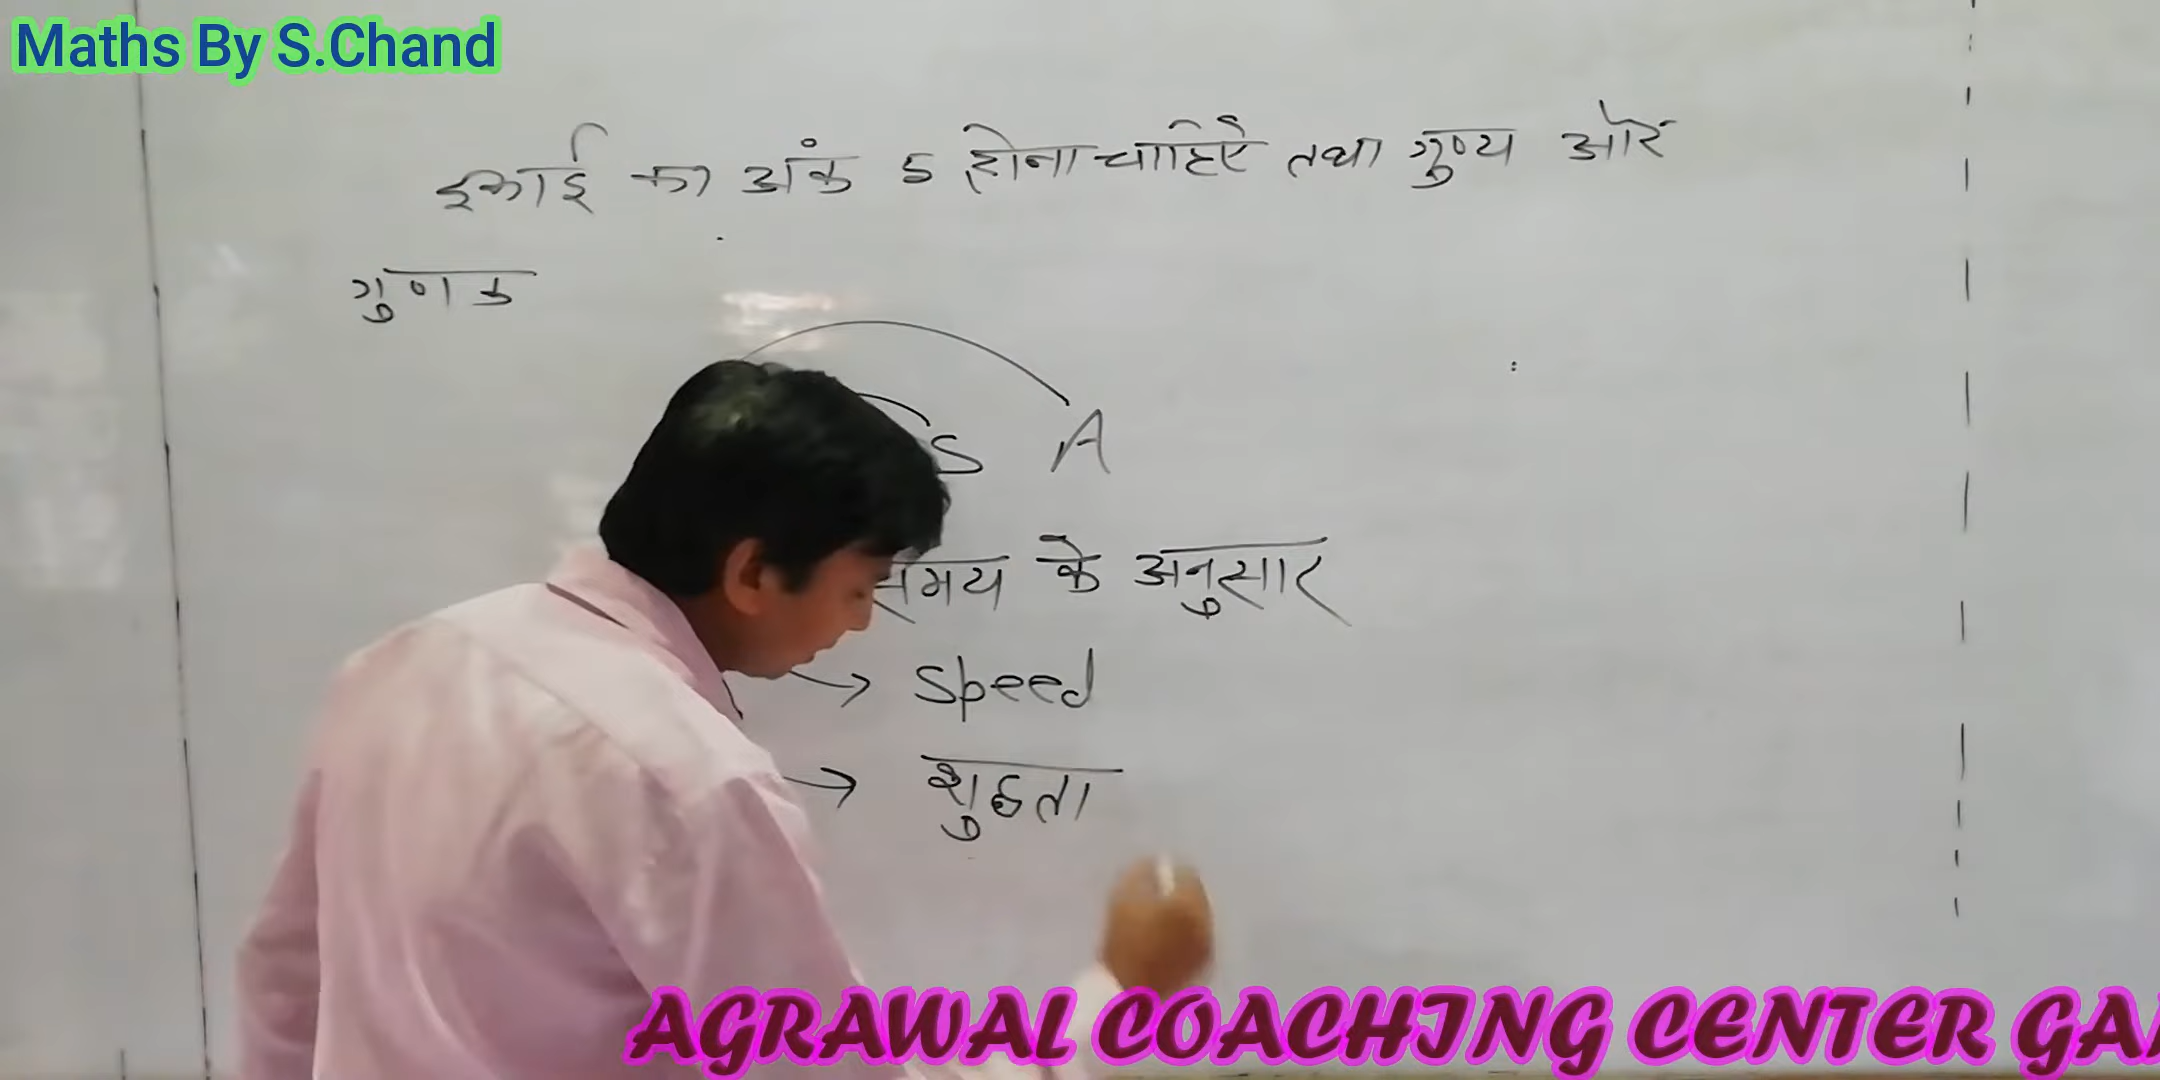 Maths By S.Chand
इकाई का अंक 5 होना चाहिऐ तथा गुण्य और
गुणक
S A
समय के अनुसार
→ Speed
→ शुद्धता
AGRAWAL COACHING CENTER GA